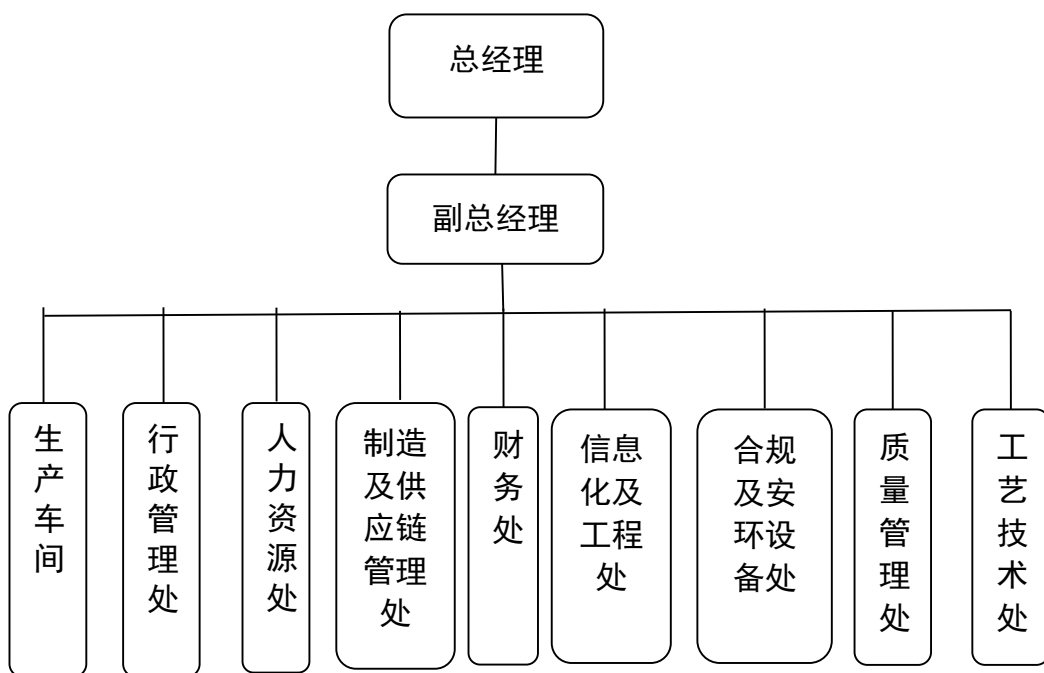 总经理
副总经理
生产车间
行政管理处
人力资源处
制造
及供
应链
管理
处
财务处
信息
化及
工程
处
合规
及安
环设
备处
质量管理处
工艺技术处